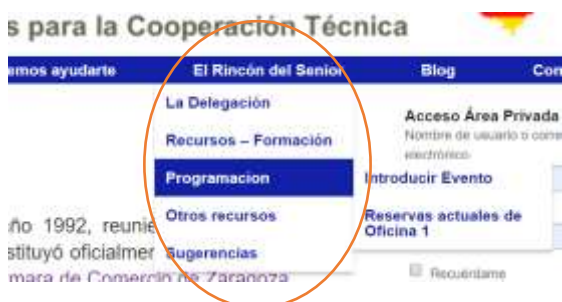 s para la Cooperación Técnica
emos ayudarte El Rincón del Senior Blog Con
La Delegación
Recursos – Formación
Programacion
Otros recursos
Sugerencias
Acceso Área Privada
Nombre de usuario o corre
electrónico
Introducir Evento
Reservas actuales de
Oficina 1
Recuérdame
ño 1992, reunie
stituyó oficialmer
mara de Comercio de Zaragoza